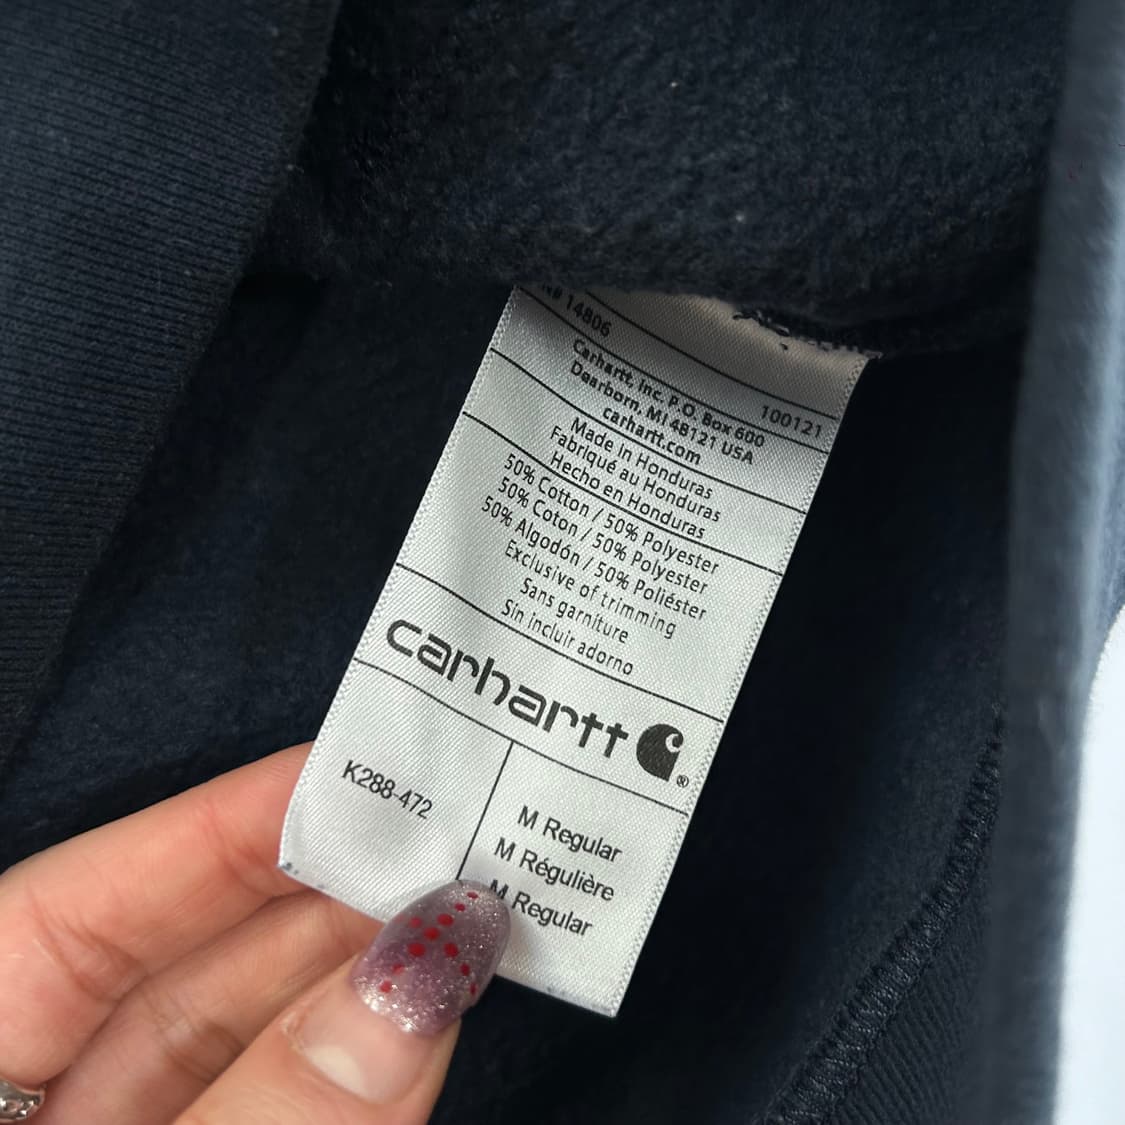 14806
100121
Carhartt, Inc. P.O. Box 600
Dearborn, MI 48121 USA
carhartt.com
Made in Honduras
Fabriqué au Honduras
Hecho en Honduras
50% Cotton / 50% Polyester
50% Coton / 50% Polyester
50% Algodón / 50% Poliéster
Exclusive of trimming
Sans garniture
Sin incluir adorno
carhartt ®
K288-472
M Regular
M Régulière
M Regular